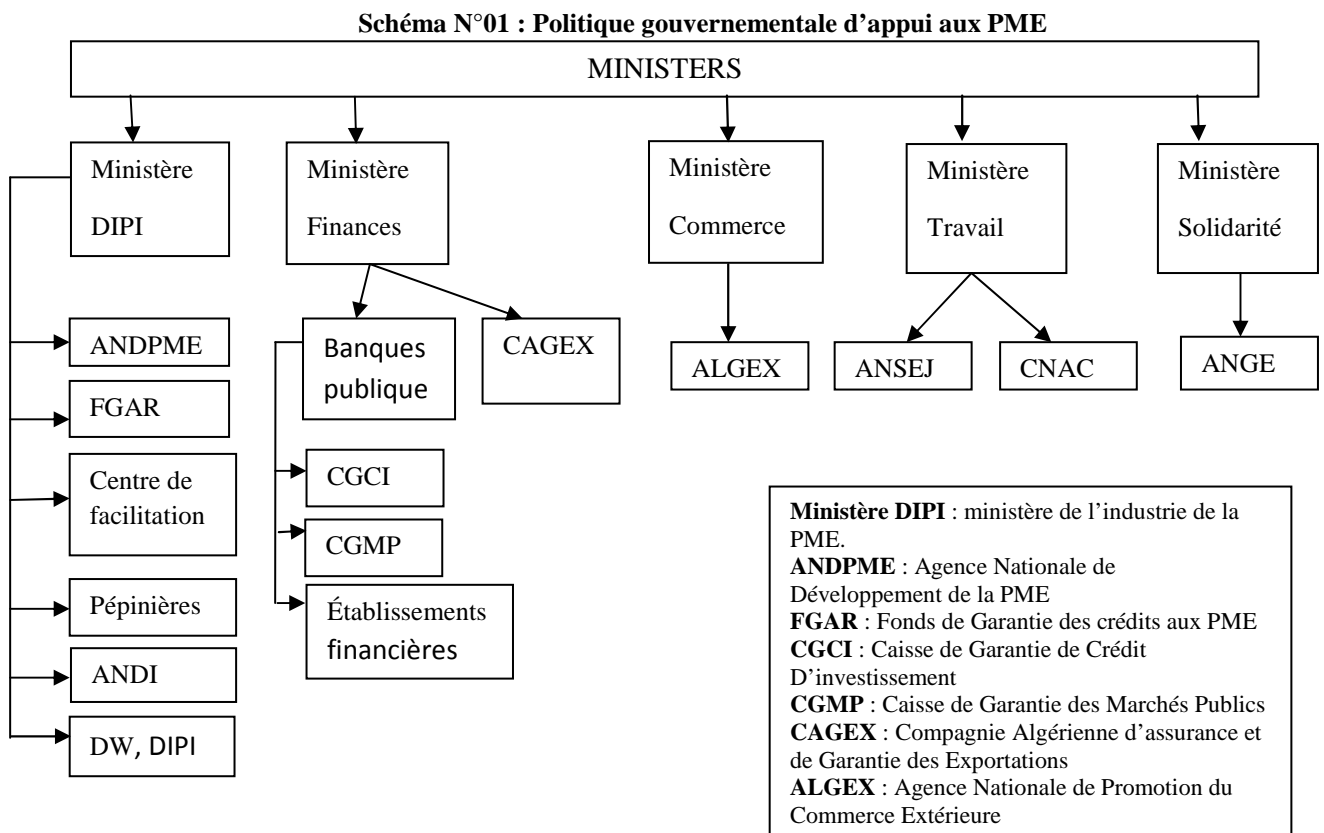 Schéma N°01 : Politique gouvernementale d’appui aux PME
MINISTERS
Ministère
DIPI
Ministère
Finances
Ministère
Commerce
Ministère
Travail
Ministère
Solidarité
ANDPME
FGAR
Centre de
facilitation
Pépinières
ANDI
DW, DIPI
Banques
publique
CAGEX
CGCI
CGMP
Établissements
financières
ALGEX
ANSEJ
CNAC
ANGE
Ministère DIPI : ministère de l’industrie de la
PME.
ANDPME : Agence Nationale de
Développement de la PME
FGAR : Fonds de Garantie des crédits aux PME
CGCI : Caisse de Garantie de Crédit
D’investissement
CGMP : Caisse de Garantie des Marchés Publics
CAGEX : Compagnie Algérienne d’assurance et
de Garantie des Exportations
ALGEX : Agence Nationale de Promotion du
Commerce Extérieure